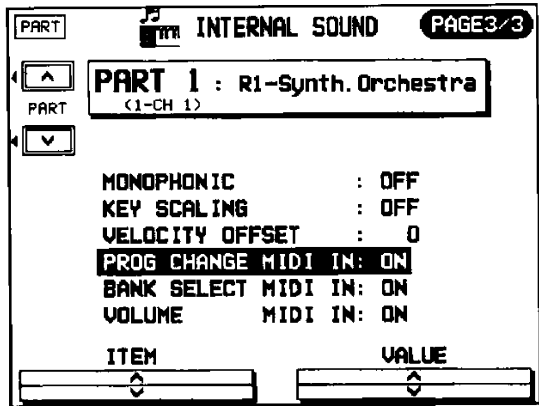 PART INTERNAL SOUND PAGE3/3
PART 1 : R1-Synth. Orchestra
(1-CH 1)
PART
MONOPHONIC : OFF
KEY SCALING : OFF
VELOCITY OFFSET : 0
PROG CHANGE MIDI IN: ON
BANK SELECT MIDI IN: ON
VOLUME MIDI IN: ON
ITEM VALUE